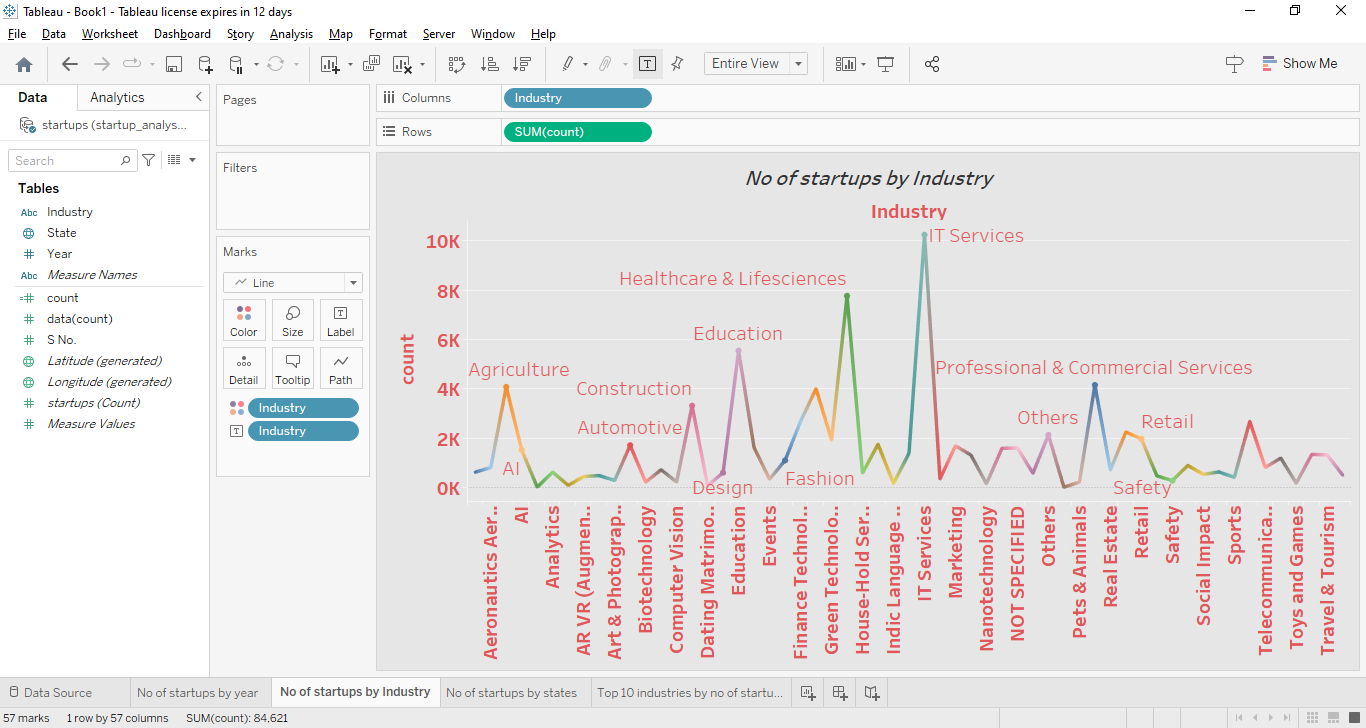 Tableau - Book1 - Tableau license expires in 12 days
File Data Worksheet Dashboard Story Analysis Map Format Server Window Help
Entire View
Show Me
Data Analytics
startups (startup_analys...
Search
Tables
Abc Industry
State
Year
Abc Measure Names
count
data(count)
S No.
Latitude (generated)
Longitude (generated)
startups (Count)
Measure Values
Pages
Filters
Marks
Line
Color Size Label
Detail Tooltip Path
Industry
Industry
Columns Industry
Rows SUM(count)
No of startups by Industry
Industry
count
10K
8K
6K
4K
2K
0K
IT Services
Healthcare & Lifesciences
Education
Agriculture
Professional & Commercial Services
Construction
Others
Retail
Automotive
AI
Fashion
Design
Safety
Aeronautics Aer..
AI
Analytics
AR VR (Augmen..
Art & Photograp..
Biotechnology
Computer Vision
Dating Matrimo..
Education
Events
Finance Technol..
Green Technolo..
House-Hold Ser..
Indic Language ..
IT Services
Marketing
Nanotechnology
NOT SPECIFIED
Others
Pets & Animals
Real Estate
Retail
Safety
Social Impact
Sports
Telecommunica..
Toys and Games
Travel & Tourism
Data Source No of startups by year No of startups by Industry No of startups by states Top 10 industries by no of startu...
57 marks 1 row by 57 columns SUM(count): 84,621